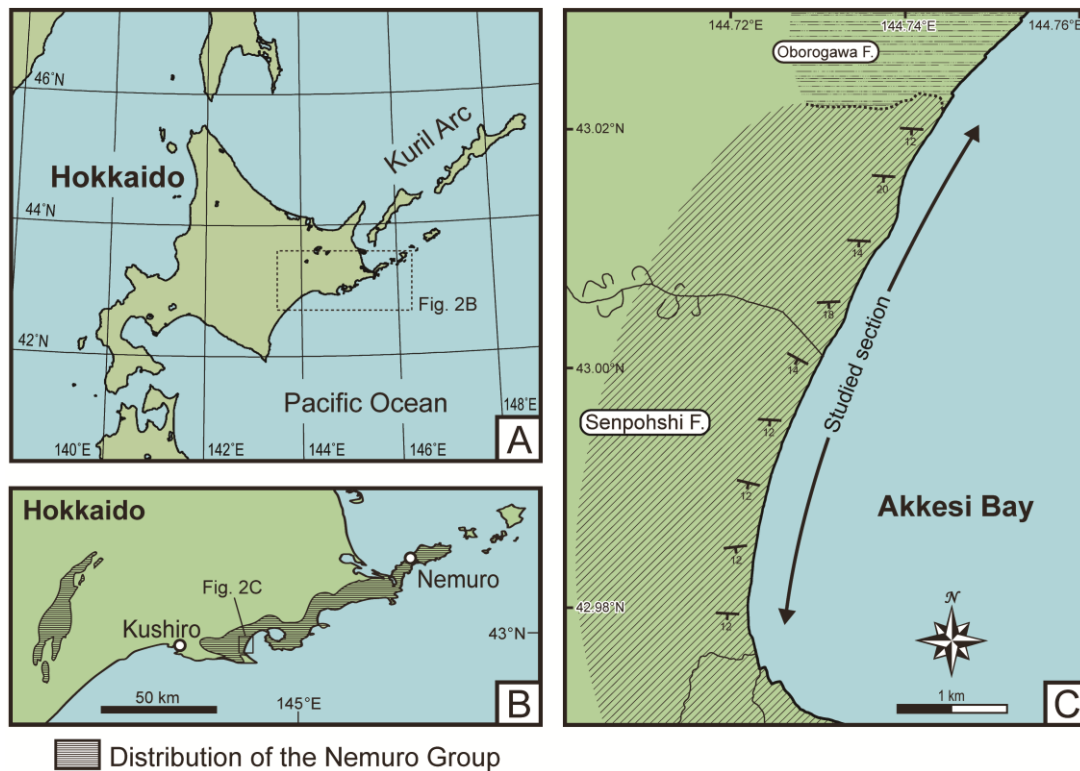 46°N
44°N
42°N
Hokkaido
Kuril Arc
Fig. 2B
Pacific Ocean
140°E
142°E
144°E
146°E
148°E
A
Hokkaido
Fig. 2C
Nemuro
Kushiro
43°N
50 km
145°E
B
Distribution of the Nemuro Group
144.72°E
144.74°E
144.76°E
Oborogawa F.
43.02°N
12
20
14
18
43.00°N
14
Senpohshi F.
12
12
12
42.98°N
12
Studied section
Akkesi Bay
N
1 km
C